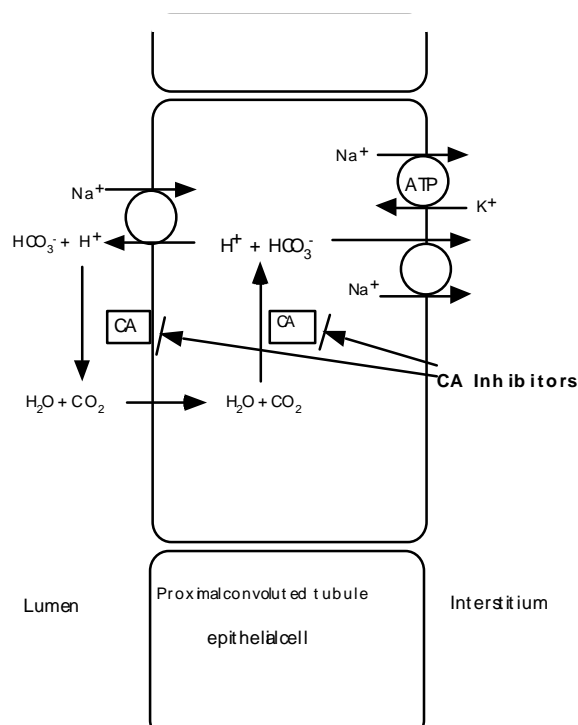 Na⁺
ATP
K⁺
Na⁺
HCO₃⁻ + H⁺
H⁺ + HCO₃⁻
Na⁺
CA
CA
CA Inhibitors
H₂O + CO₂
H₂O + CO₂
Lumen
Proximal convoluted tubule
epithelial cell
Interstitium